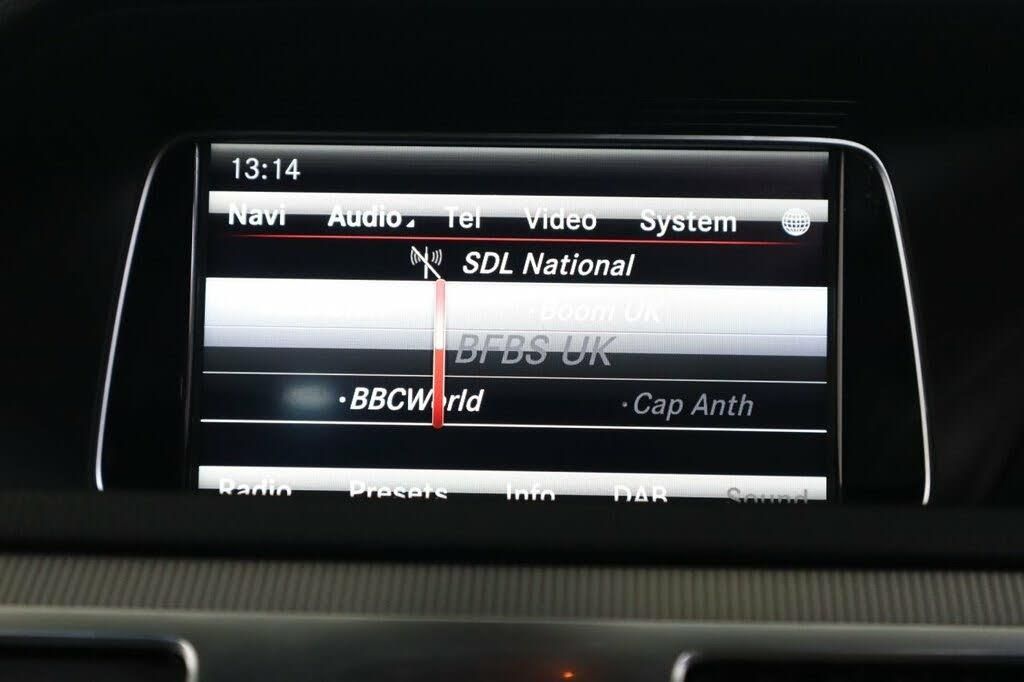 13:14
Navi Audio Tel Video System
SDL National
·Boom UK
BFBS UK
·BBCWorld ·Cap Anth
Radio Presets Info DAB Sound